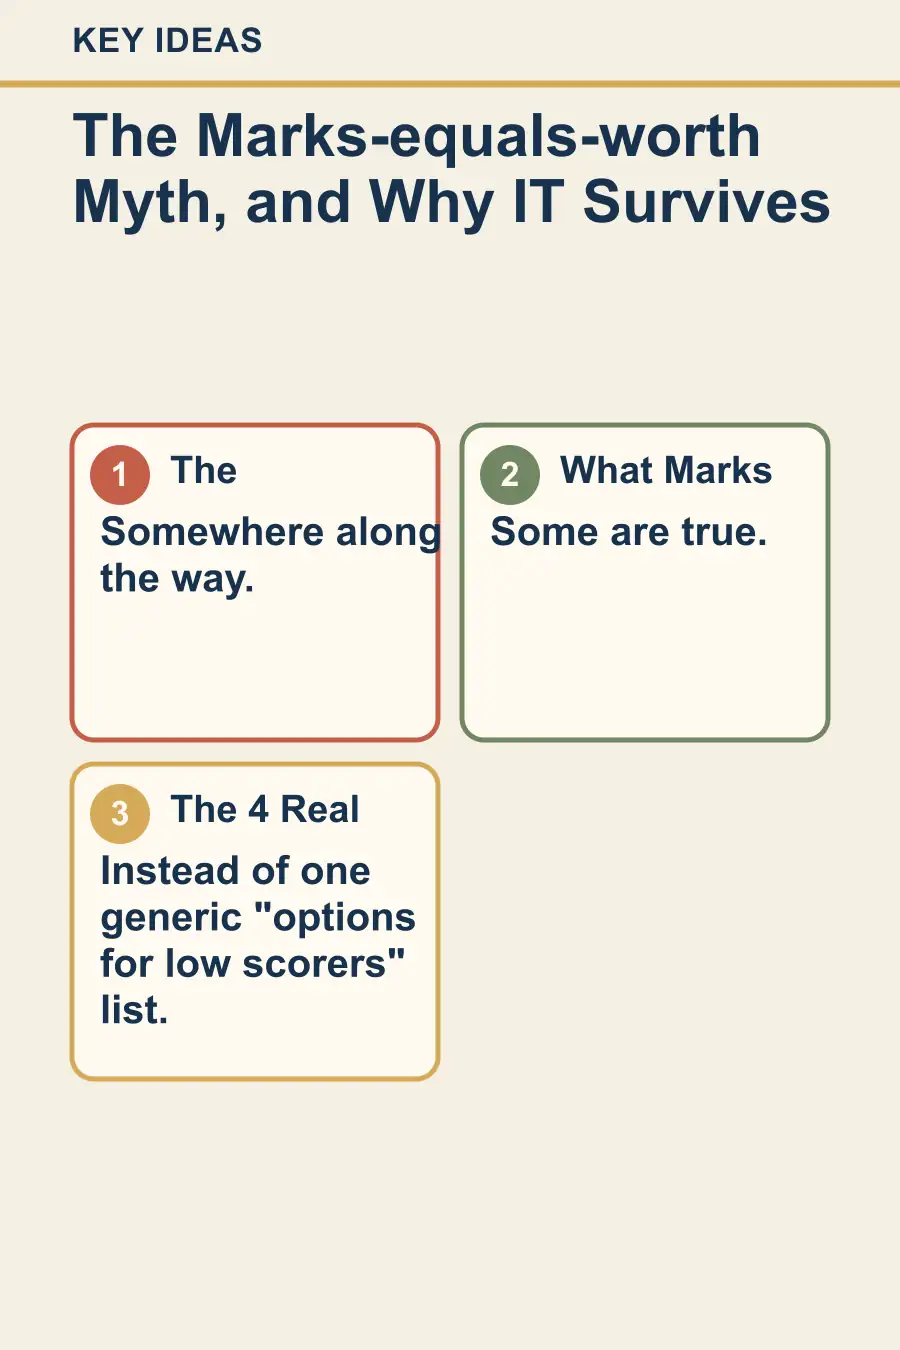 KEY IDEAS
The Marks-equals-worth
Myth, and Why IT Survives
1 The
Somewhere along
the way.
2 What Marks
Some are true.
3 The 4 Real
Instead of one
generic "options
for low scorers"
list.